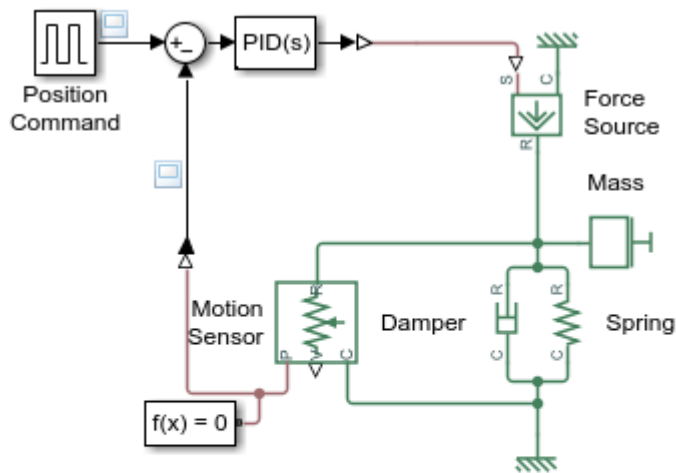 PID(s)
Position
Command
S
C
Force
Source
R
Mass
Motion
Sensor
R
P
V
C
Damper
R
C
R
C
Spring
f(x) = 0